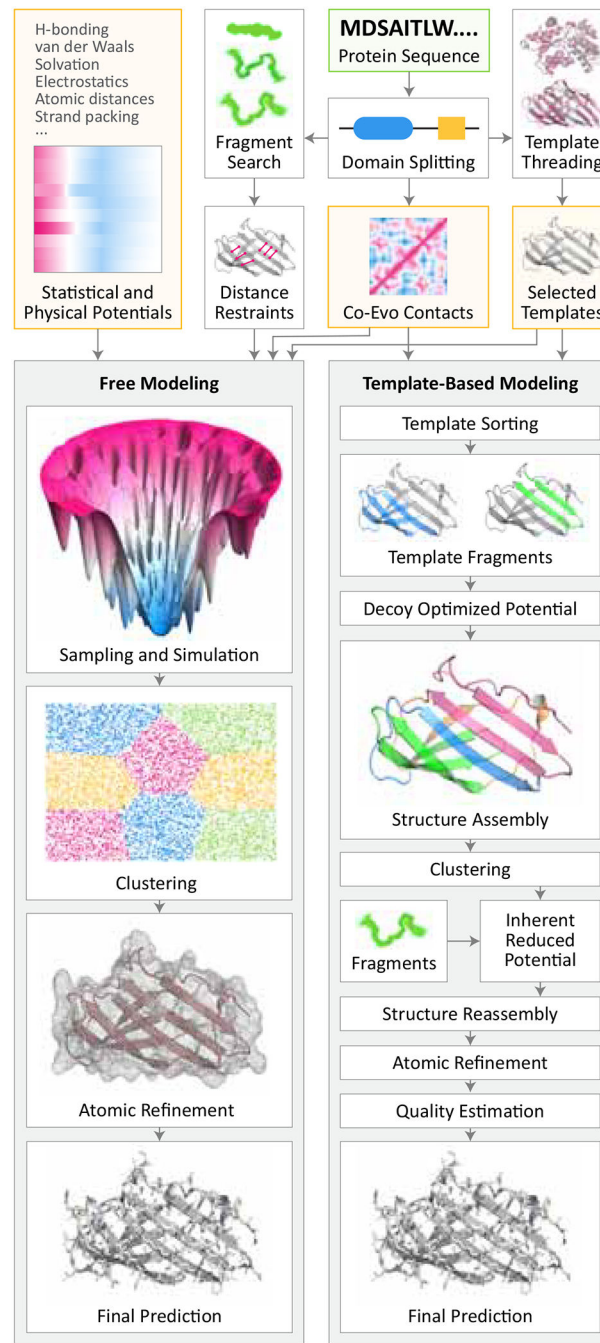 H-bonding
van der Waals
Solvation
Electrostatics
Atomic distances
Strand packing
...
Statistical and
Physical Potentials
Fragment
Search
MDSAITLW....
Protein Sequence
Domain Splitting
Template
Threading
Distance
Restraints
Co-Evo Contacts
Selected
Templates
Free Modeling
Sampling and Simulation
Clustering
Atomic Refinement
Final Prediction
Template-Based Modeling
Template Sorting
Template Fragments
Decoy Optimized Potential
Structure Assembly
Clustering
Fragments
Inherent
Reduced
Potential
Structure Reassembly
Atomic Refinement
Quality Estimation
Final Prediction